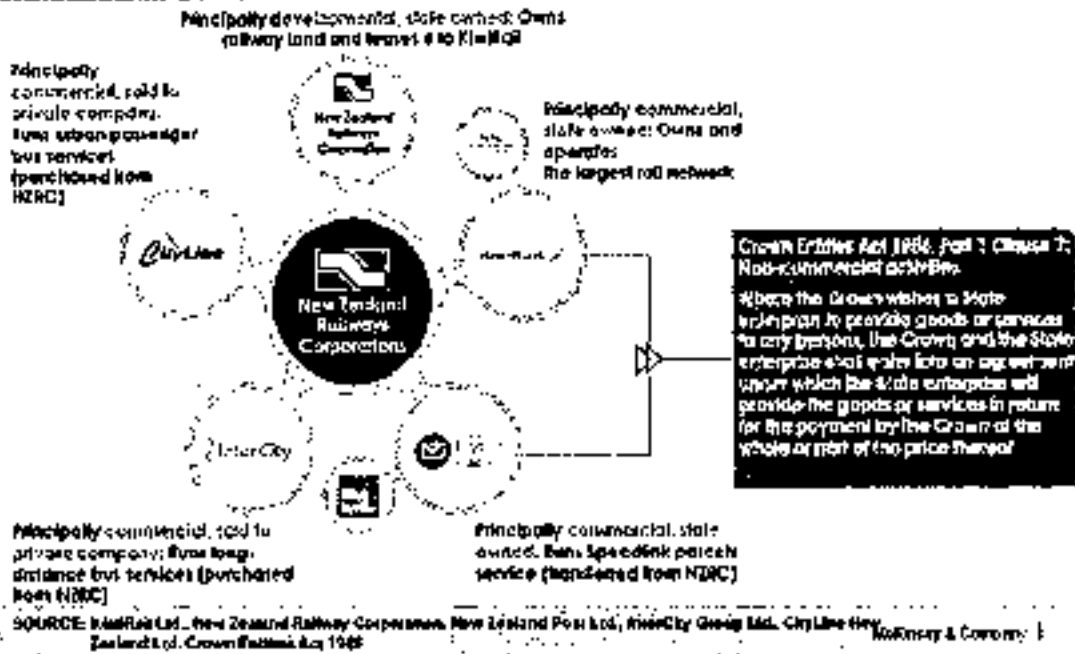 Principally developmental, state owned; Owns
railway land and leases it to KiwiRail
Principally
commercial, sold to
private company.
Runs urban passenger
bus services
(purchased from
NZRC)
New Zealand
Railways
Corporation
Principally commercial,
state owned; Owns and
operates
the largest rail network
CityLine
New Zealand
Railways
Corporations
Crown Entities Act 1986, Part 1 Clause 7:
Non-commercial activities
Where the Crown wishes to State
enterprise to provide goods or services
to any persons, the Crown and the State
enterprise shall enter into an agreement
under which the State enterprise will
provide the goods or services in return
for the payment by the Crown of the
whole or part of the price thereof
InterCity
Principally commercial, sold to
private company; Runs long-
distance bus services (purchased
from NZRC)
Principally commercial, state
owned. Runs Speedlink parcels
service (transferred from NZRC)
SOURCE: KiwiRail Ltd., New Zealand Railway Corporation, New Zealand Post Ltd., InterCity Group Ltd., CityLine New
Zealand Ltd. Crown Entities Act 1986
McKinsey & Company